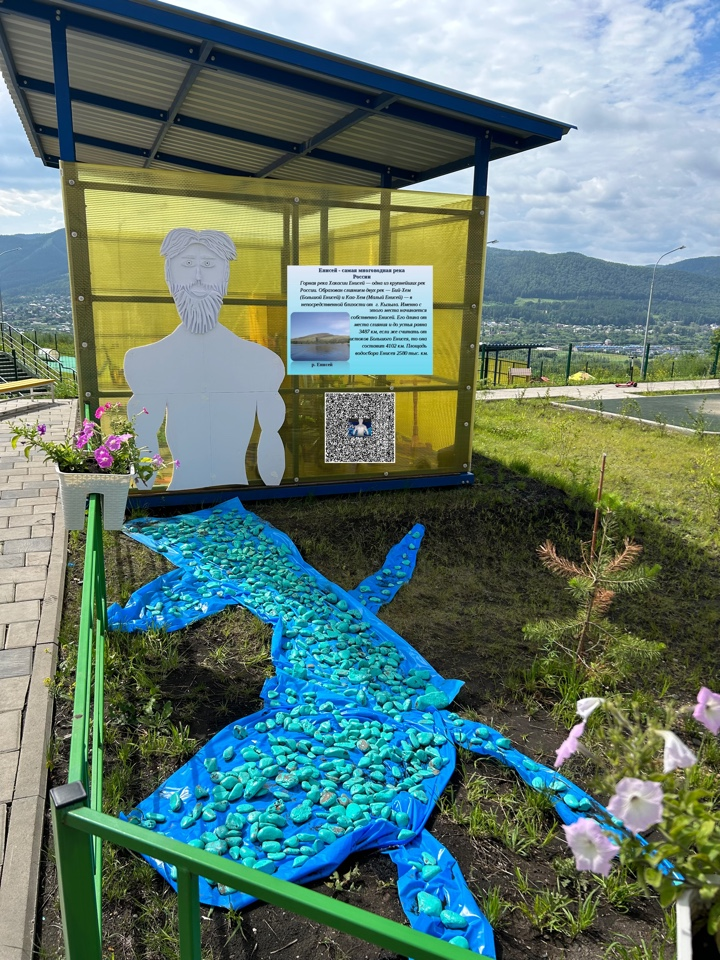 Енисей - самая многоводная река
России
Горная река Хакасии Енисей — одна из крупнейших рек
России. Образован слиянием двух рек — Бий-Хем
(Большой Енисей) и Каа-Хем (Малый Енисей) — в
непосредственной близости от г. Кызыла. Именно с
этого места начинается
собственно Енисей. Его длина от
места слияния и до устья равна
3487 км, если же считать от
истоков Большого Енисея, то она
составит 4102 км. Площадь
водосбора Енисея 2580 тыс. км.
р. Енисей